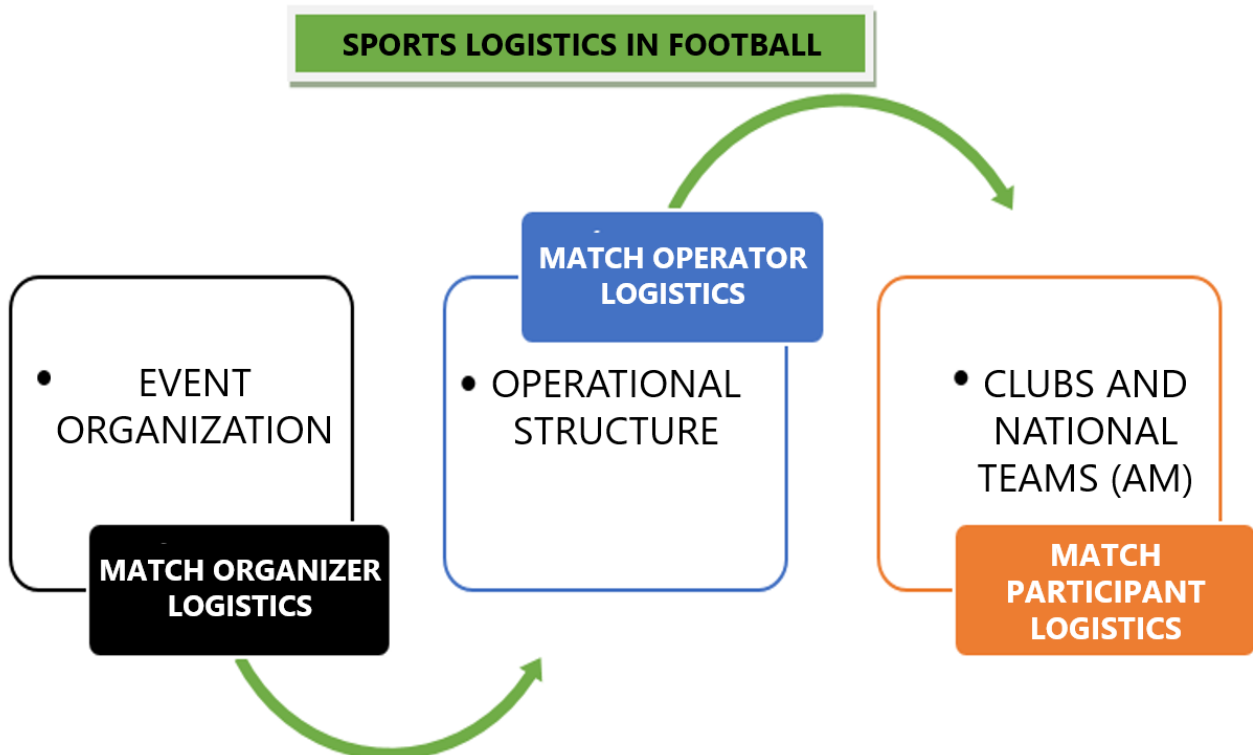 SPORTS LOGISTICS IN FOOTBALL
• EVENT
ORGANIZATION
MATCH ORGANIZER
LOGISTICS
MATCH OPERATOR
LOGISTICS
• OPERATIONAL
STRUCTURE
• CLUBS AND
NATIONAL
TEAMS (AM)
MATCH
PARTICIPANT
LOGISTICS